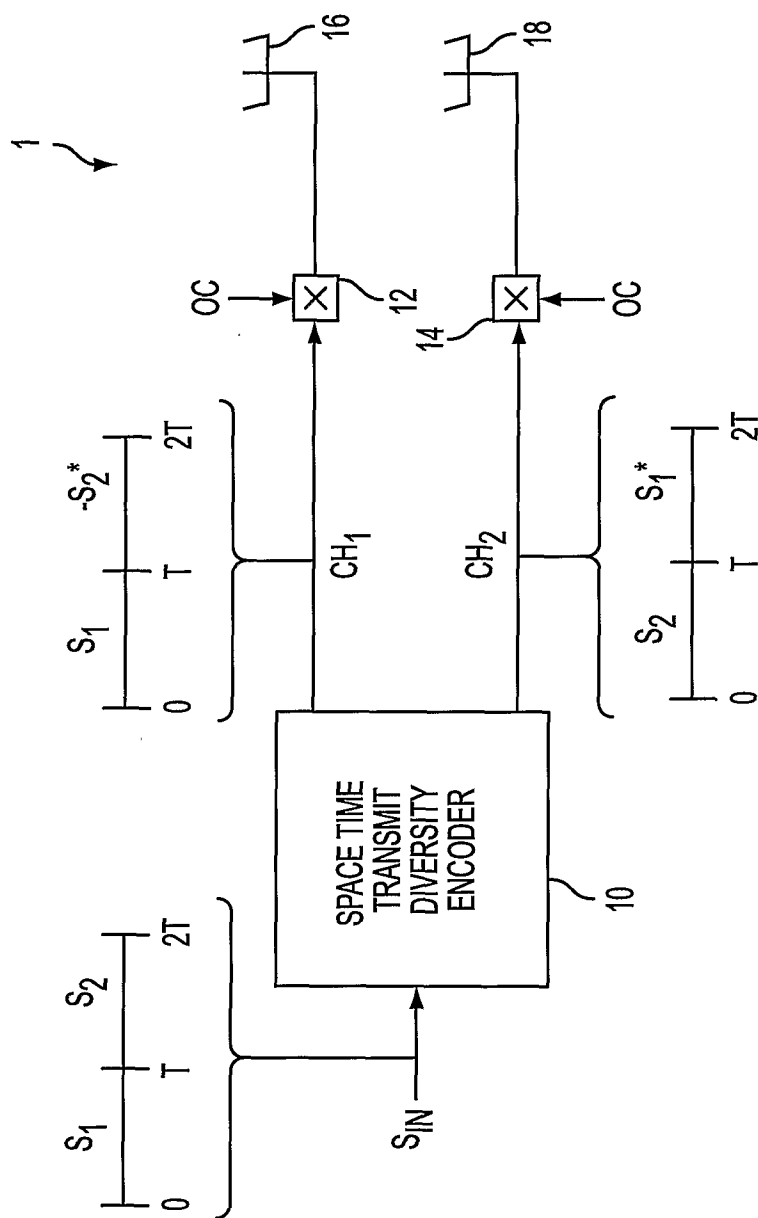 1
S1 S2
0 T 2T
SIN
SPACE TIME
TRANSMIT
DIVERSITY
ENCODER
10
S1 -S2*
0 T 2T
CH1
OC
12
16
CH2
14
OC
18
S2 S1*
0 T 2T